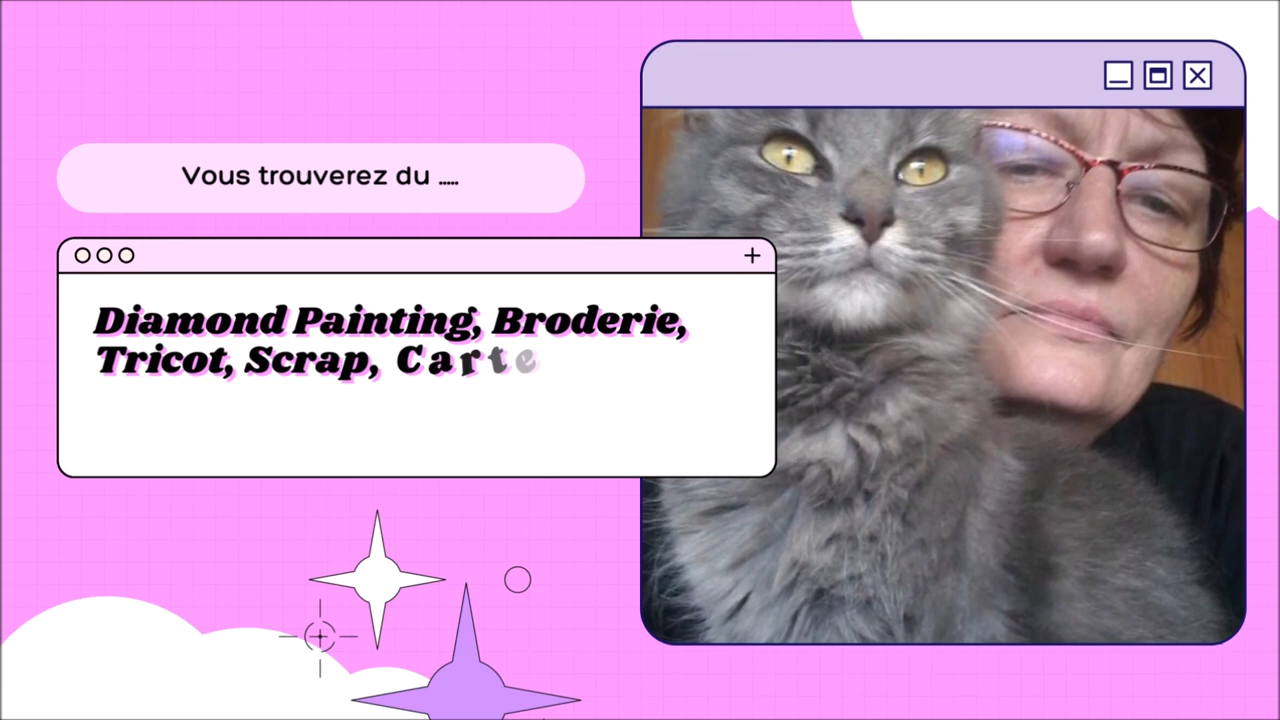 Vous trouverez du .....
Diamond Painting, Broderie,
Tricot, Scrap, Carte